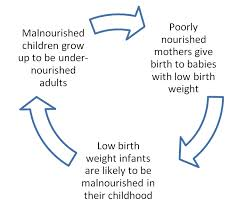 Malnourished
children grow
up to be under-
nourished
adults
Poorly
nourished
mothers give
birth to babies
with low birth
weight
Low birth
weight infants
are likely to be
malnourished in
their childhood